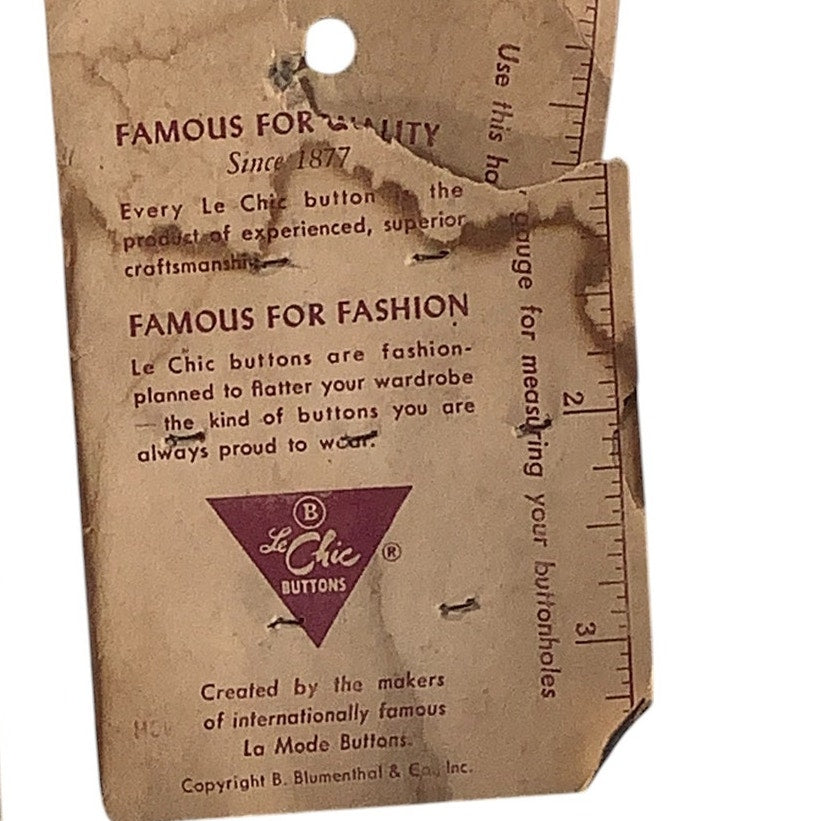 FAMOUS FOR QUALITY
Since 1877
Every Le Chic button the
product of experienced, superior
craftsmanship.
FAMOUS FOR FASHION
Le Chic buttons are fashion-
planned to flatter your wardrobe
— the kind of buttons you are
always proud to wear.
B
Le Chic ®
BUTTONS
Created by the makers
of internationally famous
La Mode Buttons.
Copyright B. Blumenthal & Co., Inc.
Use this gauge for measuring your buttonholes
2
3